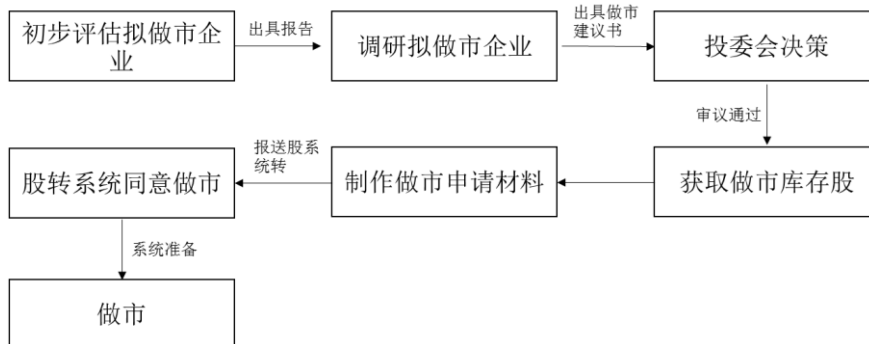 初步评估拟做市企
业
出具报告
调研拟做市企业
出具做市
建议书
投委会决策
审议通过
获取做市库存股
制作做市申请材料
报送股系
统转
股转系统同意做市
系统准备
做市